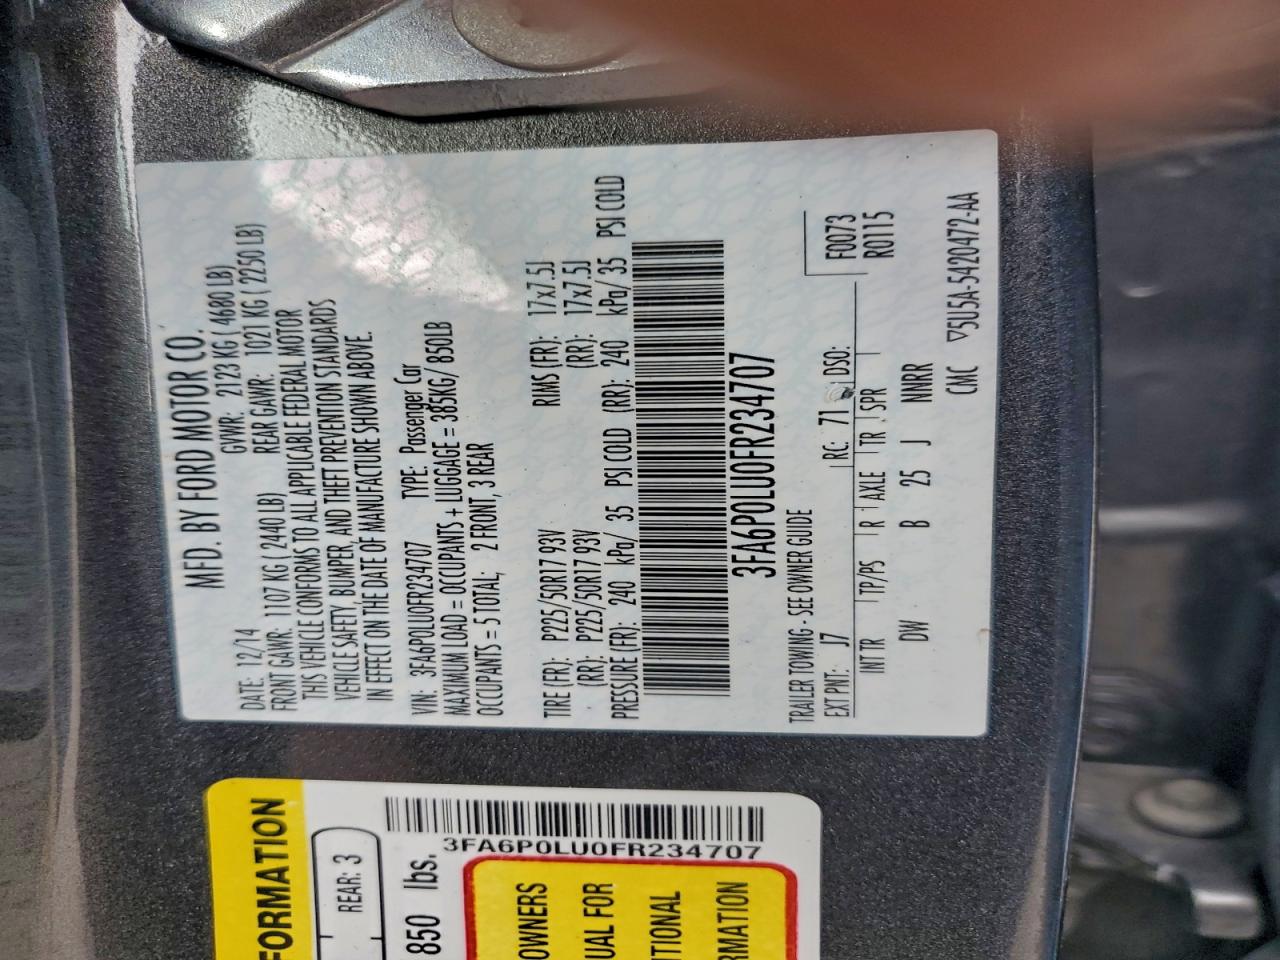 MFD. BY FORD MOTOR CO.
DATE: 12/14 GVWR: 2123 KG ( 4680 LB)
FRONT GAWR: 1107 KG ( 2440 LB) REAR GAWR: 1021 KG ( 2250 LB)
THIS VEHICLE CONFORMS TO ALL APPLICABLE FEDERAL MOTOR
VEHICLE SAFETY, BUMPER, AND THEFT PREVENTION STANDARDS
IN EFFECT ON THE DATE OF MANUFACTURE SHOWN ABOVE.
VIN: 3FA6P0LU0FR234707 TYPE: Passenger Car
MAXIMUM LOAD = OCCUPANTS + LUGGAGE = 385KG / 850LB
OCCUPANTS = 5 TOTAL; 2 FRONT, 3 REAR
TIRE (FR): P225/50R17 93V RIMS (FR): 17x7.5J
(RR): P225/50R17 93V (RR): 17x7.5J
PRESSURE (FR): 240 kPa/ 35 PSI COLD (RR): 240 kPa/ 35 PSI COLD
3FA6P0LU0FR234707
TRAILER TOWING - SEE OWNER GUIDE
F0073
R0115
EXT PNT: J7 RC: 71 DSO:
INT TR TP/PS R AXLE TR SPR
DW B 25 J NNRR
CMC ▽5U5A-5420472-AA
FORMATION
REAR: 3
850 lbs.
3FA6P0LU0FR234707
OWNERS
UAL FOR
TIONAL
RMATION